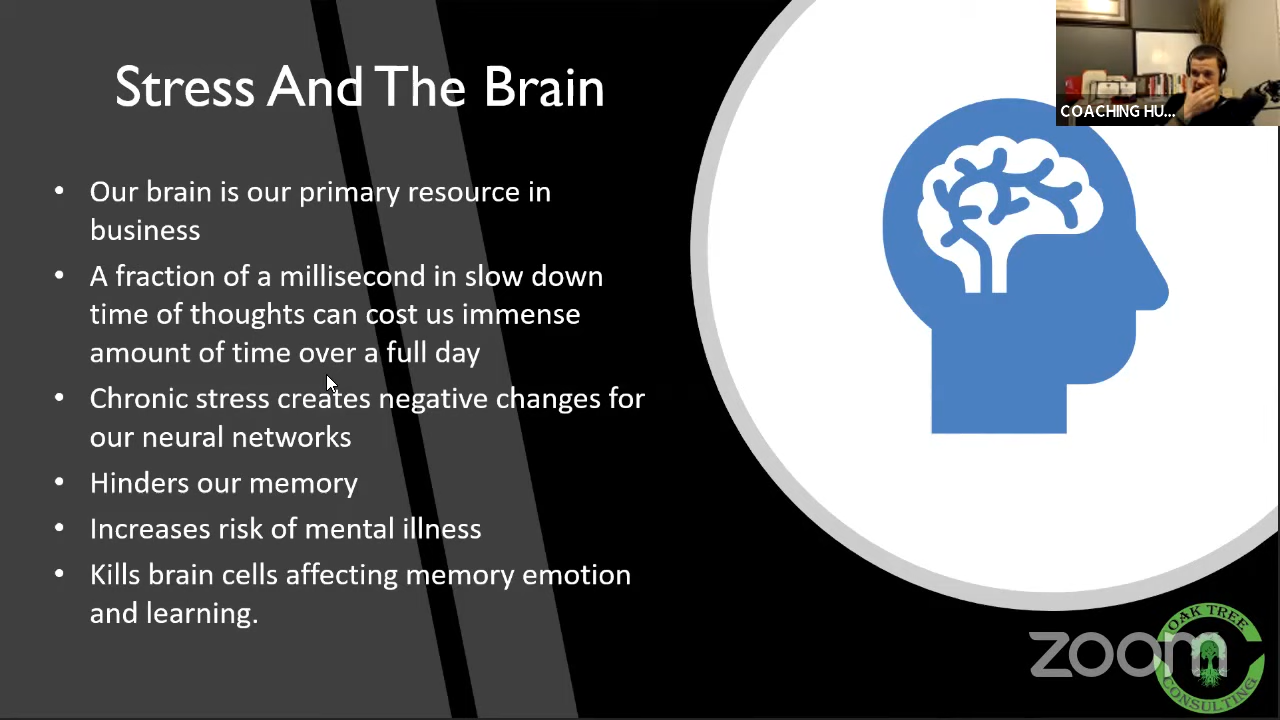 Stress And The Brain
COACHING HU...
• Our brain is our primary resource in
business
• A fraction of a millisecond in slow down
time of thoughts can cost us immense
amount of time over a full day
• Chronic stress creates negative changes for
our neural networks
• Hinders our memory
• Increases risk of mental illness
• Kills brain cells affecting memory emotion
and learning.
zoom
OAK TREE
CONSULTING